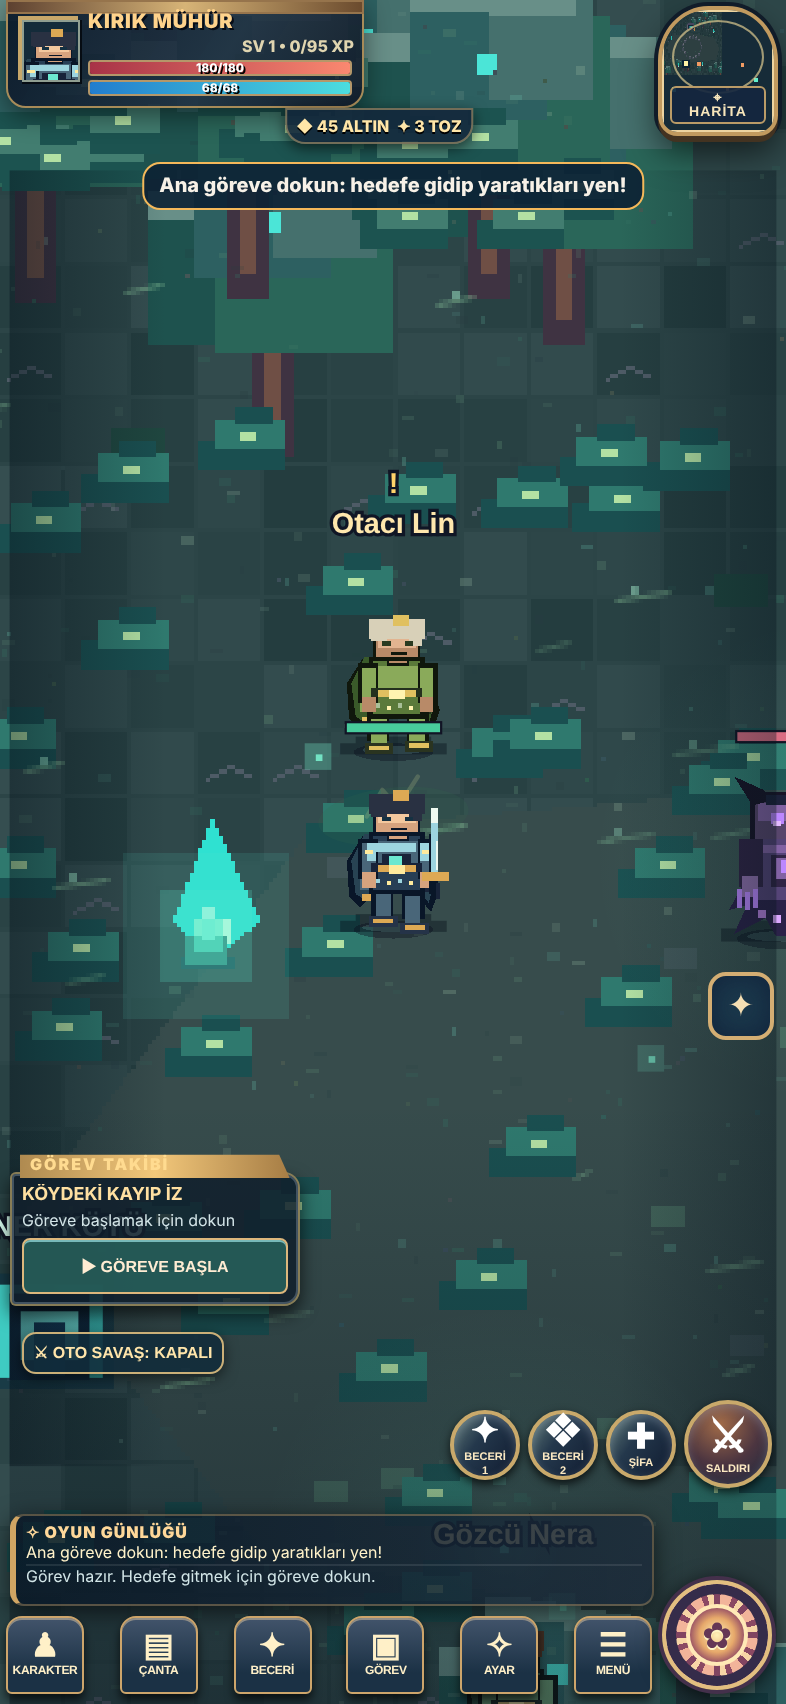 KIRIK MÜHÜR
SV 1 • 0/95 XP
180/180
68/68
◆ 45 ALTIN ✦ 3 TOZ
⌖
HARİTA
Ana göreve dokun: hedefe gidip yaratıkları yen!
!
Otacı Lin
GÖREV TAKİBİ
KÖYDEKİ KAYIP İZ
Göreve başlamak için dokun
▶ GÖREVE BAŞLA
⚔ OTO SAVAŞ: KAPALI
BECERİ
1
BECERİ
2
ŞİFA
SALDIRI
✧ OYUN GÜNLÜĞÜ
Gözcü Nera
Ana göreve dokun: hedefe gidip yaratıkları yen!
Görev hazır. Hedefe gitmek için göreve dokun.
KARAKTER
ÇANTA
BECERİ
GÖREV
AYAR
MENÜ